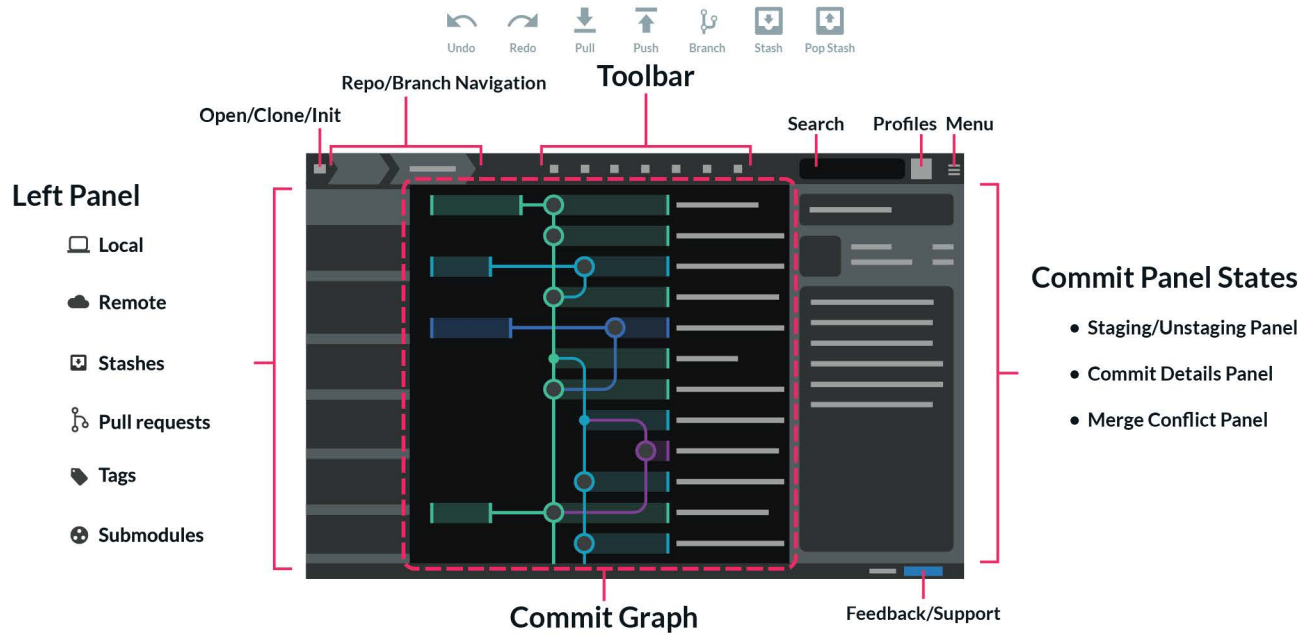 Undo
Redo
Pull
Push
Branch
Stash
Pop Stash
Toolbar
Repo/Branch Navigation
Open/Clone/Init
Search
Profiles
Menu
Left Panel
Local
Remote
Stashes
Pull requests
Tags
Submodules
Commit Panel States
• Staging/Unstaging Panel
• Commit Details Panel
• Merge Conflict Panel
Commit Graph
Feedback/Support